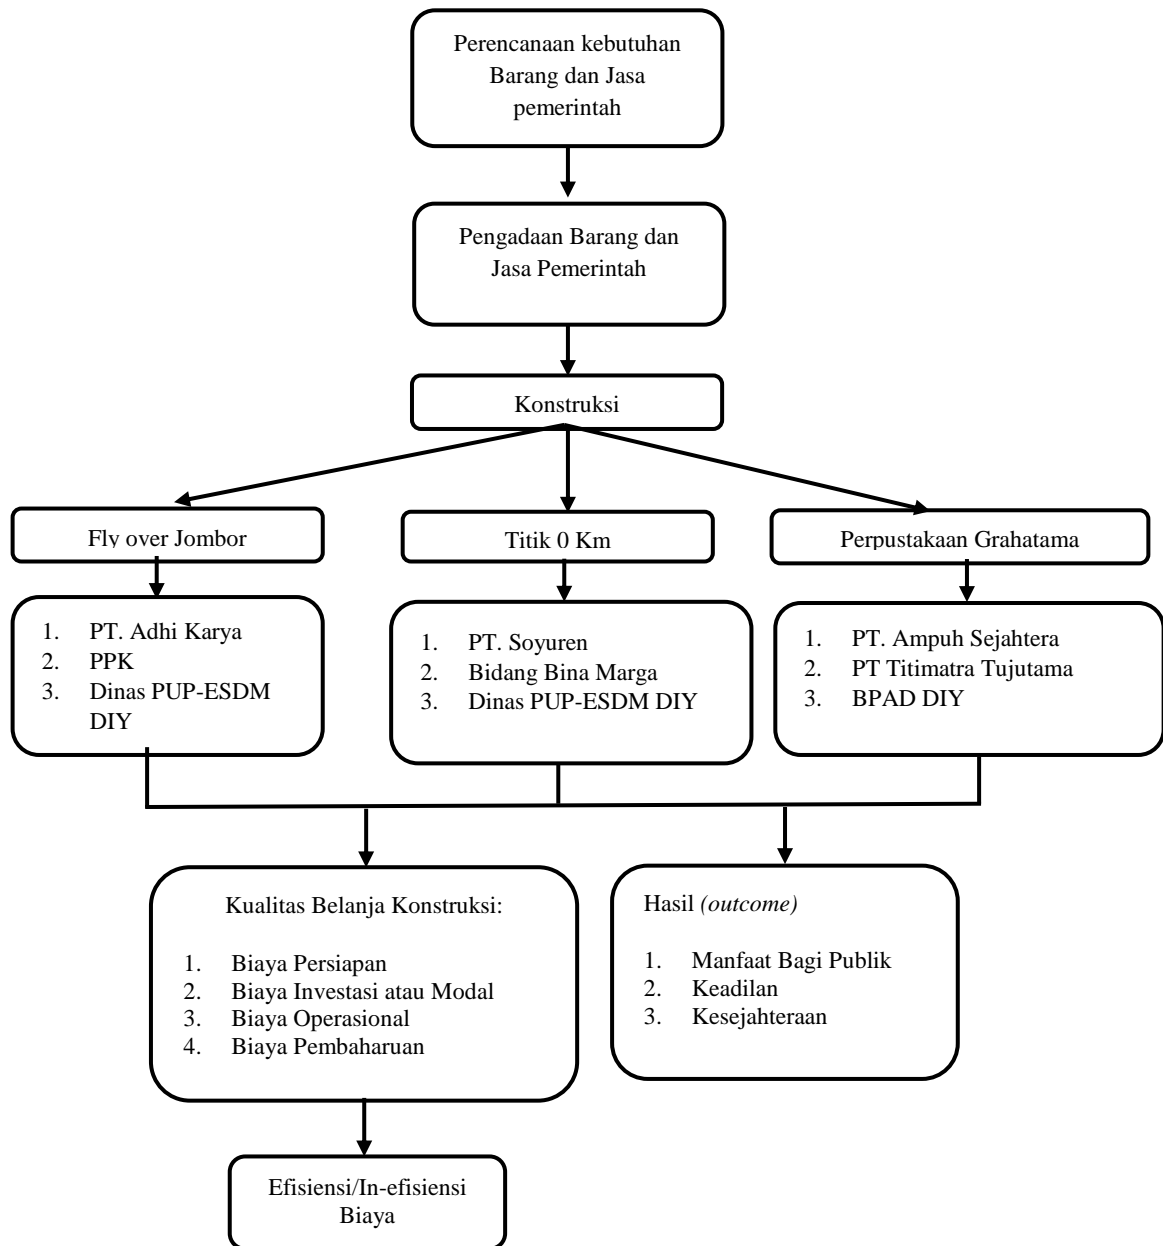 Perencanaan kebutuhan
Barang dan Jasa
pemerintah
Pengadaan Barang dan
Jasa Pemerintah
Konstruksi
Fly over Jombor
Titik 0 Km
Perpustakaan Grahatama
1. PT. Adhi Karya
2. PPK
3. Dinas PUP-ESDM
DIY
1. PT. Soyuren
2. Bidang Bina Marga
3. Dinas PUP-ESDM DIY
1. PT. Ampuh Sejahtera
2. PT Titimatra Tujutama
3. BPAD DIY
Kualitas Belanja Konstruksi:
1. Biaya Persiapan
2. Biaya Investasi atau Modal
3. Biaya Operasional
4. Biaya Pembaharuan
Hasil (outcome)
1. Manfaat Bagi Publik
2. Keadilan
3. Kesejahteraan
Efisiensi/In-efisiensi
Biaya